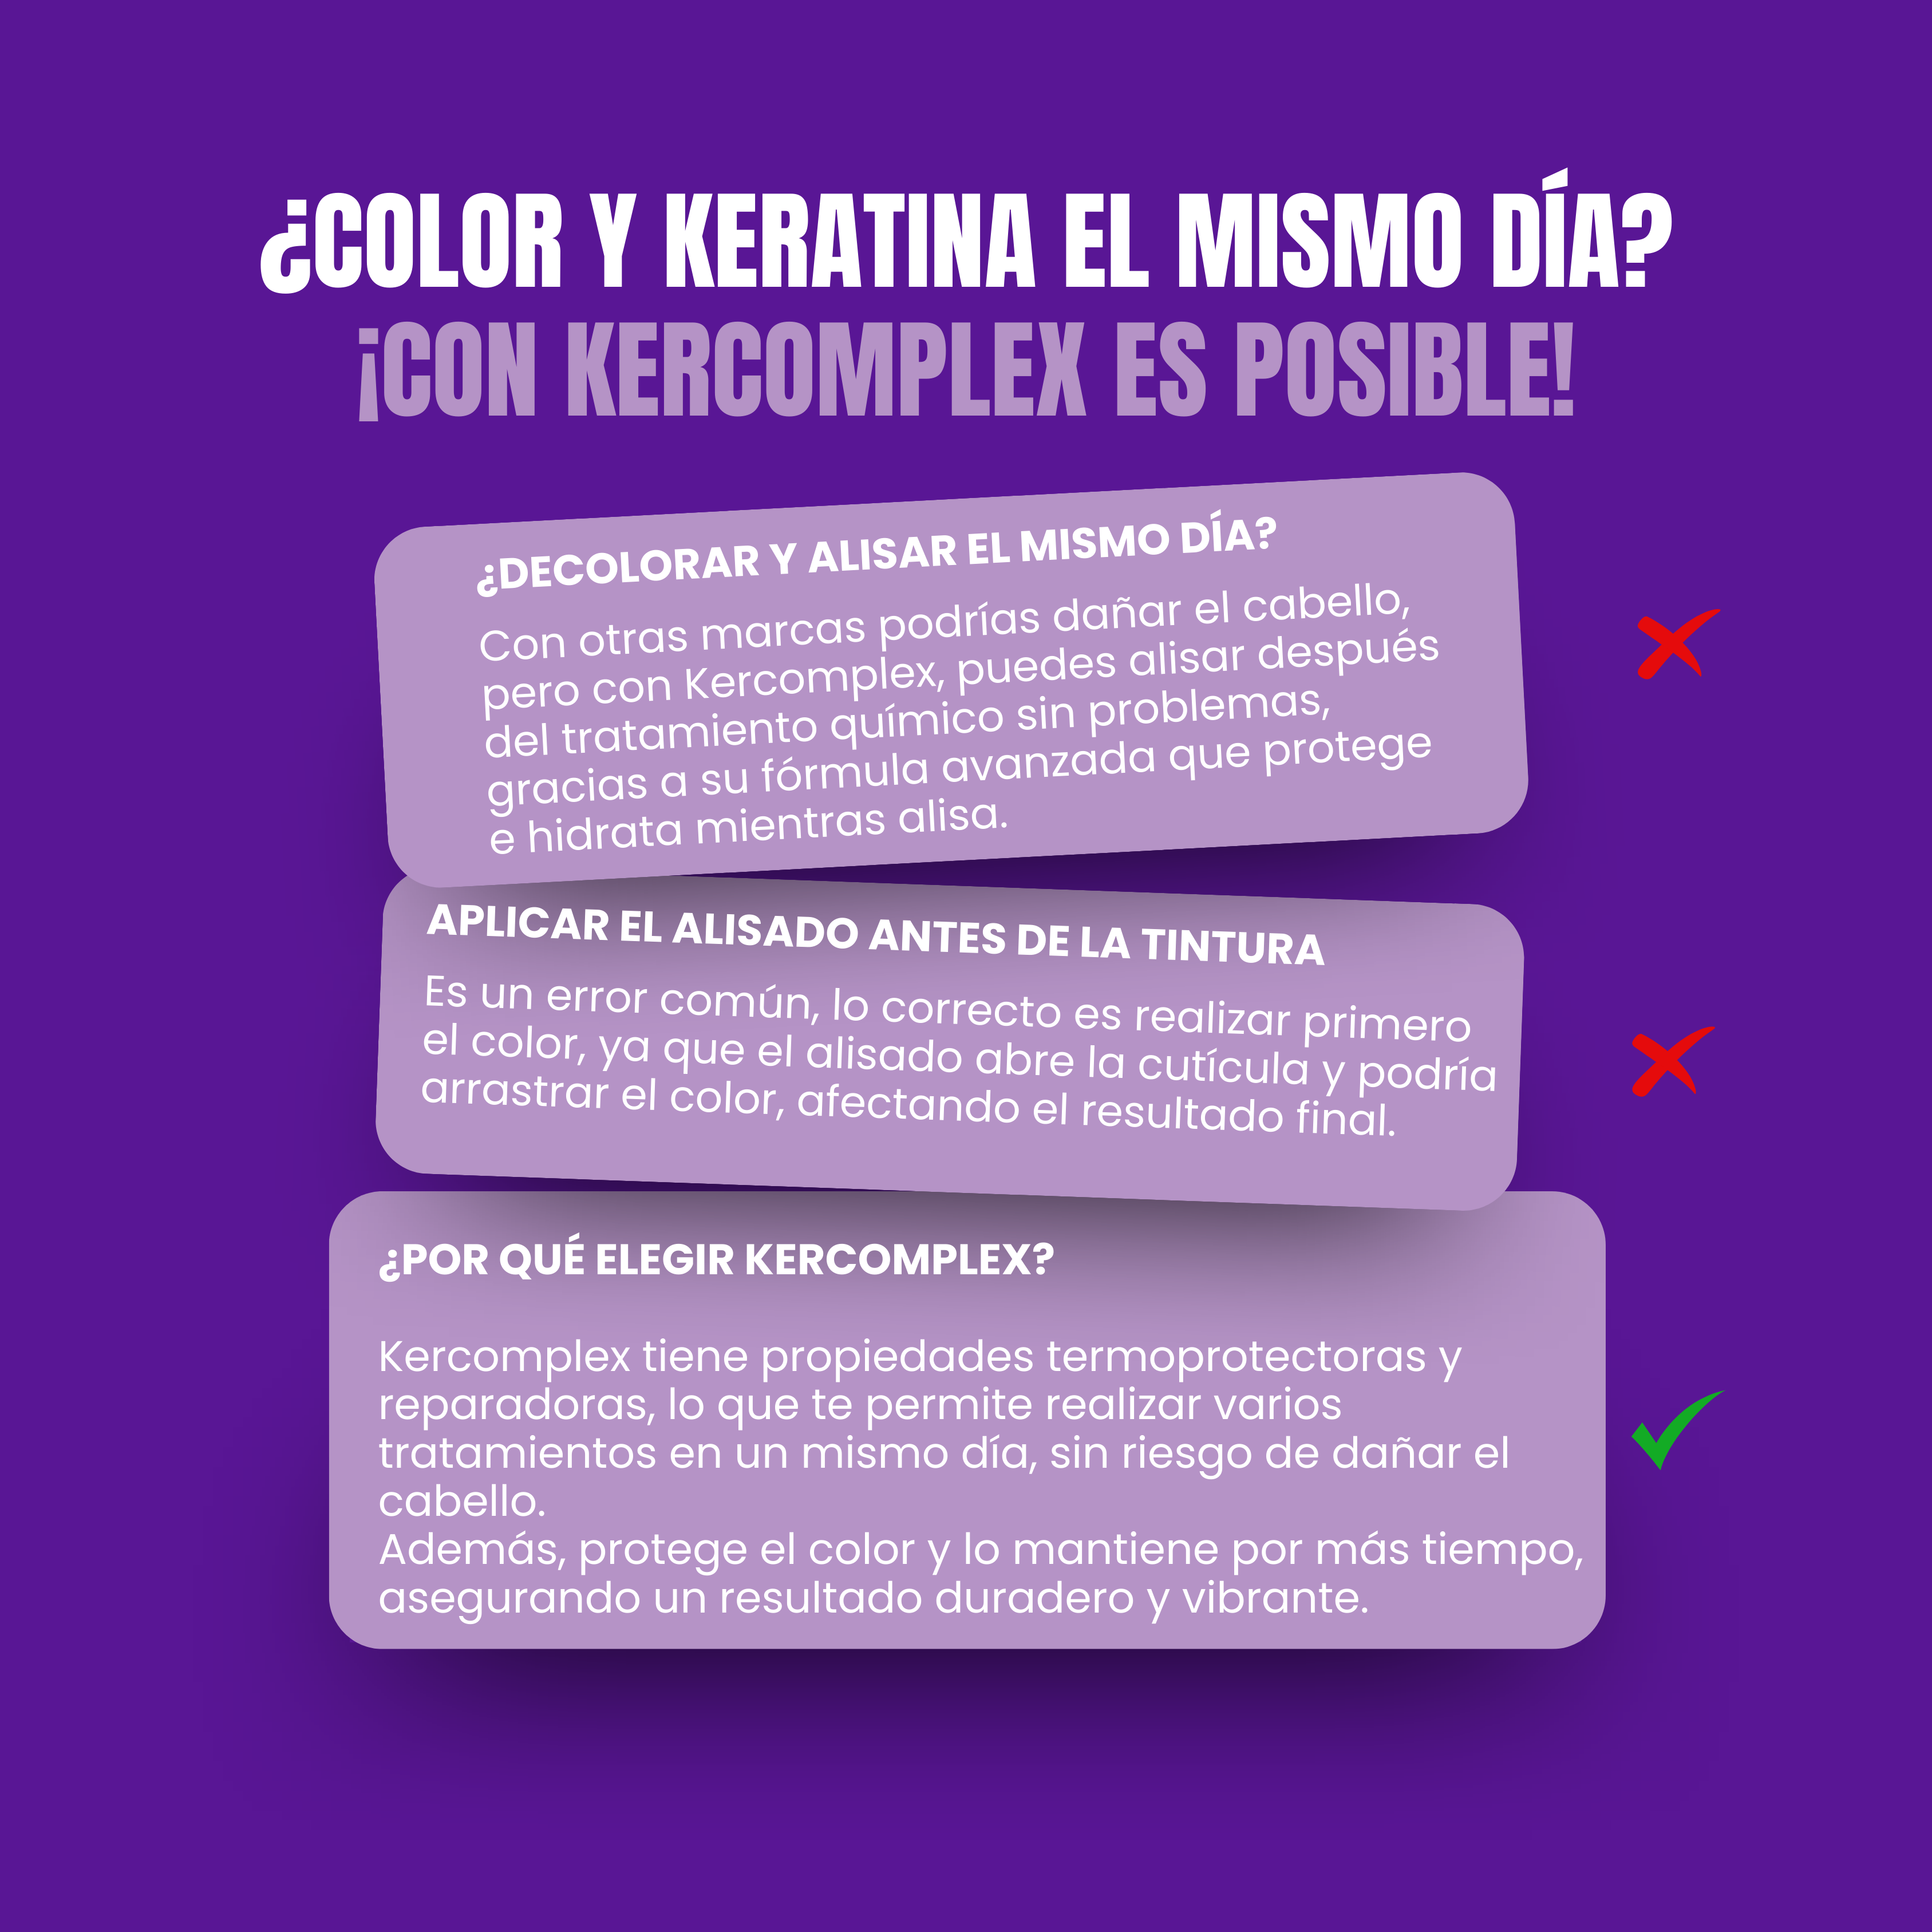 ¿COLOR Y KERATINA EL MISMO DÍA?
¡CON KERCOMPLEX ES POSIBLE!
¿DECOLORAR Y ALISAR EL MISMO DÍA?
Con otras marcas podrías dañar el cabello,
pero con Kercomplex, puedes alisar después
del tratamiento químico sin problemas,
gracias a su fórmula avanzada que protege
e hidrata mientras alisa.
APLICAR EL ALISADO ANTES DE LA TINTURA
Es un error común, lo correcto es realizar primero
el color, ya que el alisado abre la cutícula y podría
arrastrar el color, afectando el resultado final.
¿POR QUÉ ELEGIR KERCOMPLEX?
Kercomplex tiene propiedades termoprotectoras y
reparadoras, lo que te permite realizar varios
tratamientos en un mismo día, sin riesgo de dañar el
cabello.
Además, protege el color y lo mantiene por más tiempo,
asegurando un resultado duradero y vibrante.